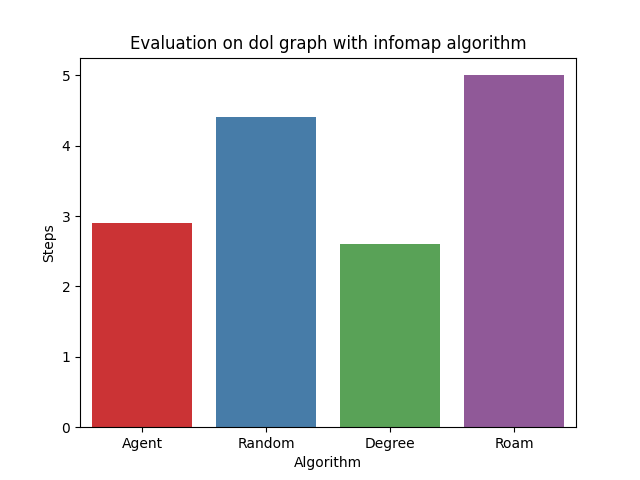 Evaluation on dol graph with infomap algorithm
5
4
3
2
1
0
Steps
Agent
Random
Degree
Roam
Algorithm